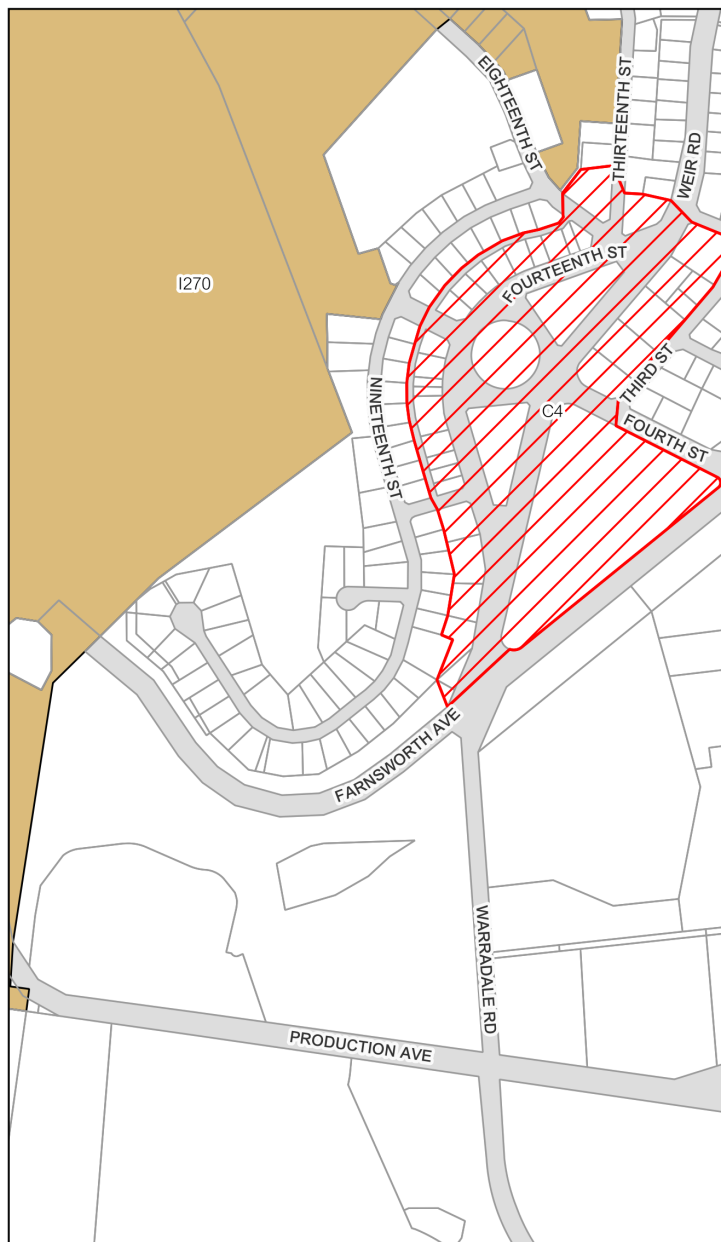 EIGHTEENTH ST
THIRTEENTH ST
WEIR RD
I270
FOURTEENTH ST
THIRD ST
NINETEENTH ST
C4
FOURTH ST
FARNSWORTH AVE
WARRADALE RD
PRODUCTION AVE